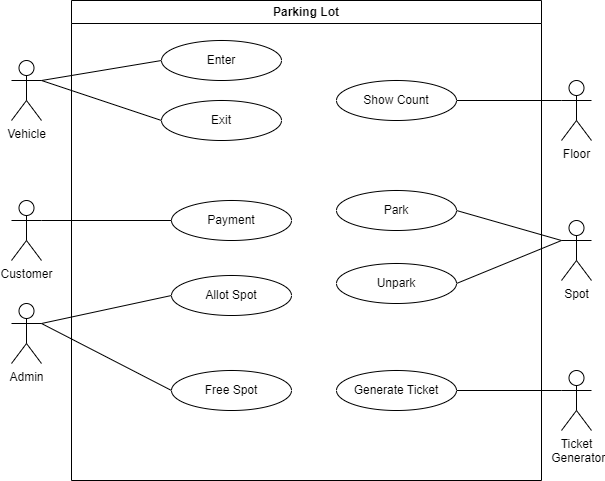 Parking Lot
Enter
Show Count
Exit
Vehicle
Floor
Park
Payment
Customer
Unpark
Spot
Allot Spot
Admin
Free Spot
Generate Ticket
Ticket
Generator